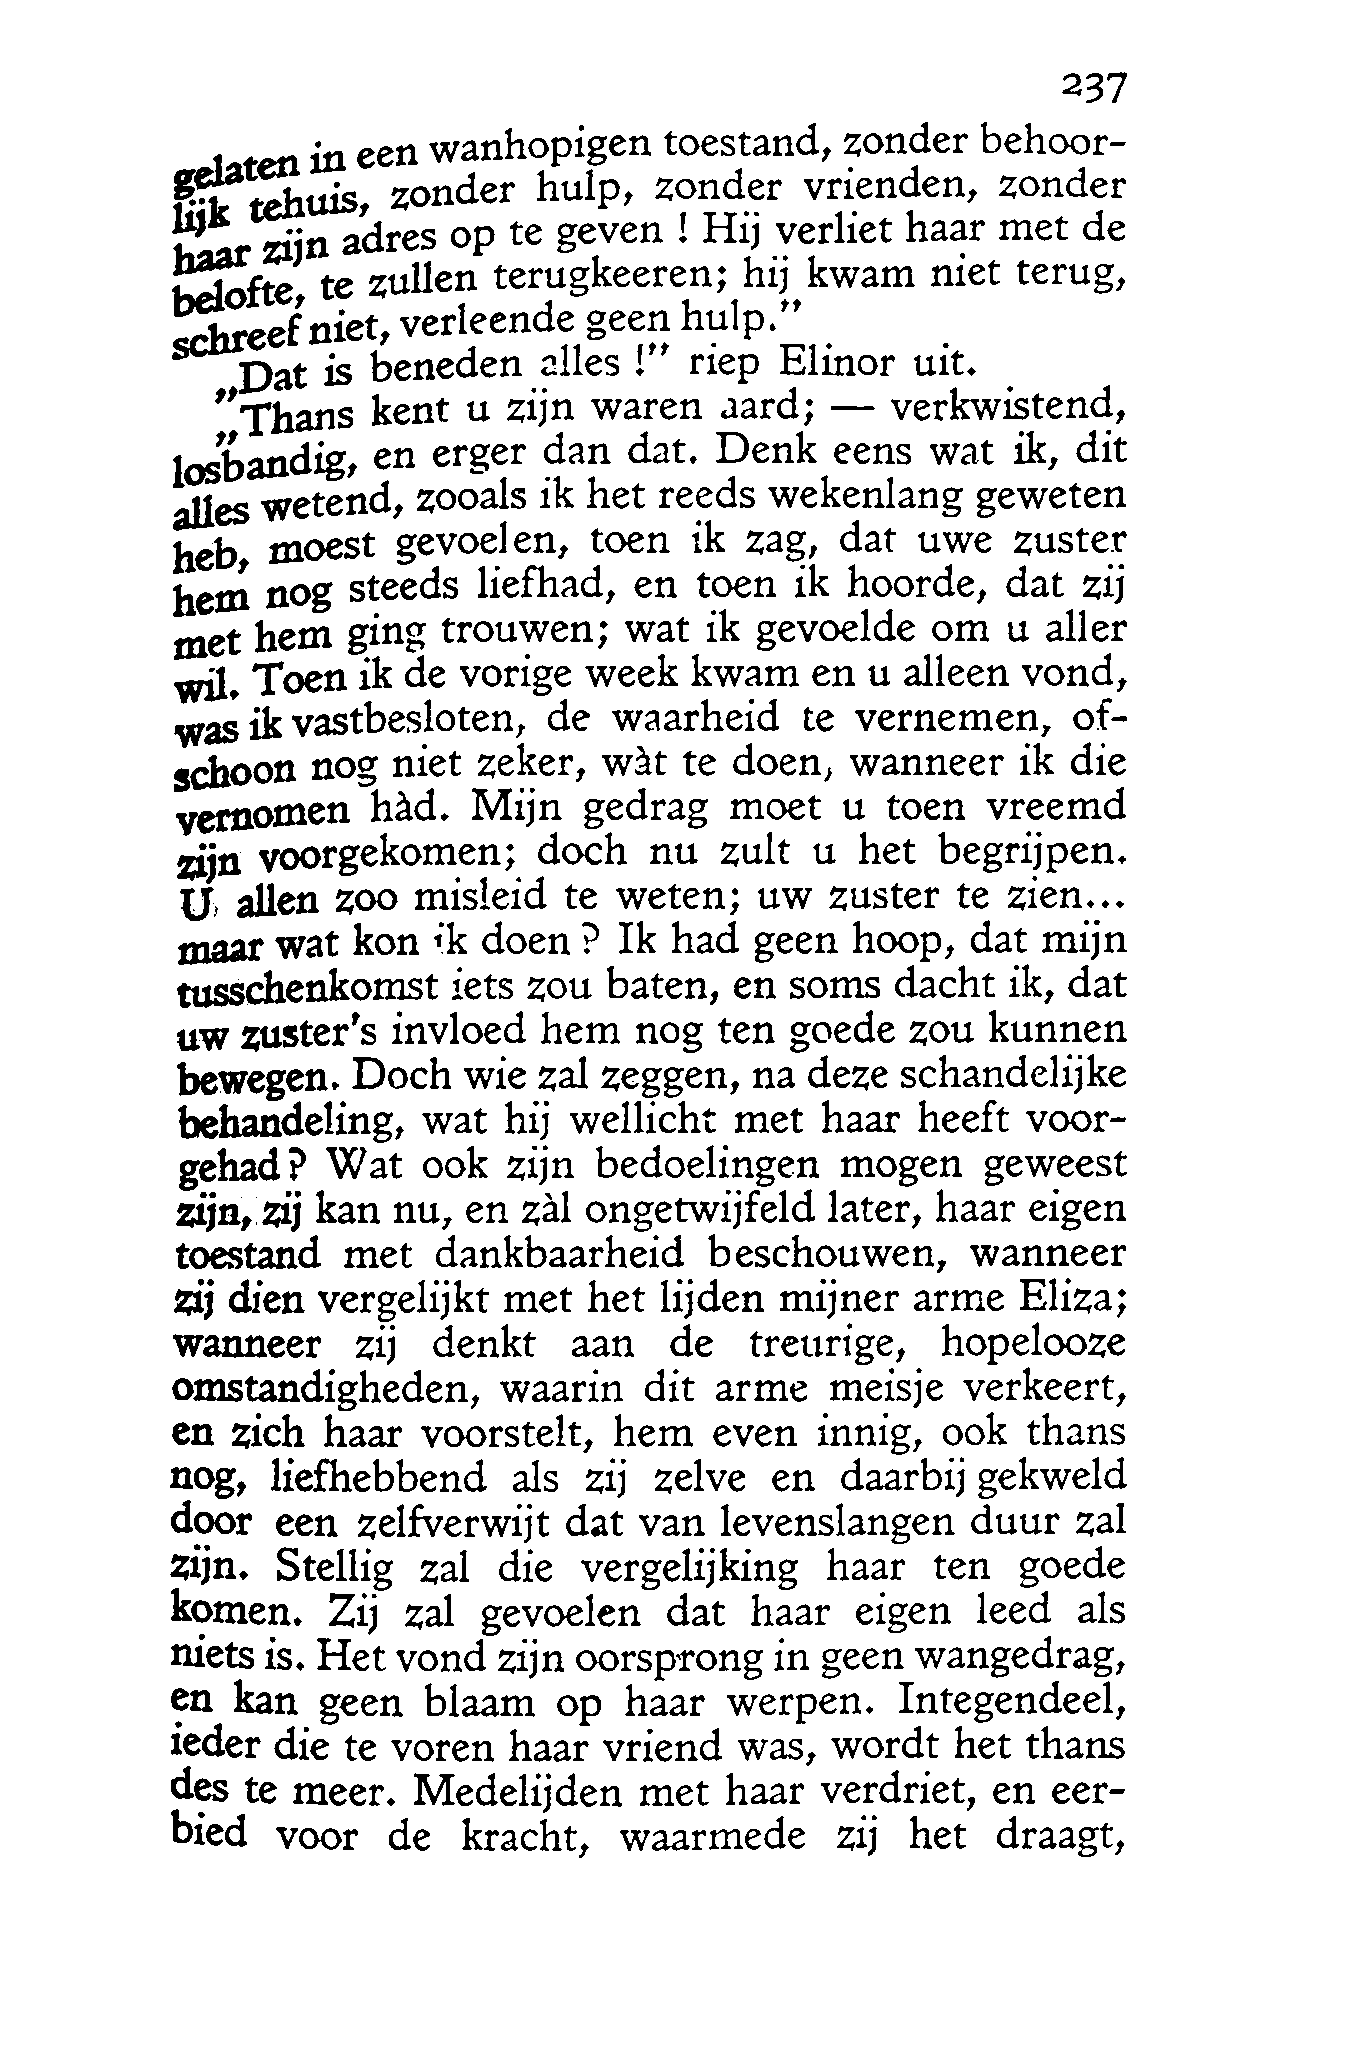 237
gelaten in een wanhopigen toestand, zonder behoor-
lijk tehuis, zonder hulp, zonder vrienden, zonder
haar zijn adres op te geven ! Hij verliet haar met de
belofte, te zullen terugkeeren; hij kwam niet terug,
schreef niet, verleende geen hulp.”
„Dat is beneden alles !” riep Elinor uit.
„Thans kent u zijn waren aard; — verkwistend,
losbandig, en erger dan dat. Denk eens wat ik, dit
alles wetend, zooals ik het reeds wekenlang geweten
heb, moest gevoelen, toen ik zag, dat uwe zuster
hem nog steeds liefhad, en toen ik hoorde, dat zij
met hem ging trouwen; wat ik gevoelde om u aller
wil. Toen ik de vorige week kwam en u alleen vond,
was ik vastbesloten, de waarheid te vernemen, of-
schoon nog niet zeker, wàt te doen, wanneer ik die
vernomen hàd. Mijn gedrag moet u toen vreemd
zijn voorgekomen; doch nu zult u het begrijpen.
U, allen zoo misleid te weten; uw zuster te zien...
maar wat kon ik doen ? Ik had geen hoop, dat mijn
tusschenkomst iets zou baten, en soms dacht ik, dat
uw zuster's invloed hem nog ten goede zou kunnen
bewegen. Doch wie zal zeggen, na deze schandelijke
behandeling, wat hij wellicht met haar heeft voor-
gehad ? Wat ook zijn bedoelingen mogen geweest
zijn, zij kan nu, en zàl ongetwijfeld later, haar eigen
toestand met dankbaarheid beschouwen, wanneer
zij dien vergelijkt met het lijden mijner arme Eliza;
wanneer zij denkt aan de treurige, hopelooze
omstandigheden, waarin dit arme meisje verkeert,
en zich haar voorstelt, hem even innig, ook thans
nog, liefhebbend als zij zelve en daarbij gekweld
door een zelfverwijt dat van levenslangen duur zal
zijn. Stellig zal die vergelijking haar ten goede
komen. Zij zal gevoelen dat haar eigen leed als
niets is. Het vond zijn oorsprong in geen wangedrag,
en kan geen blaam op haar werpen. Integendeel,
ieder die te voren haar vriend was, wordt het thans
des te meer. Medelijden met haar verdriet, en eer-
bied voor de kracht, waarmede zij het draagt,